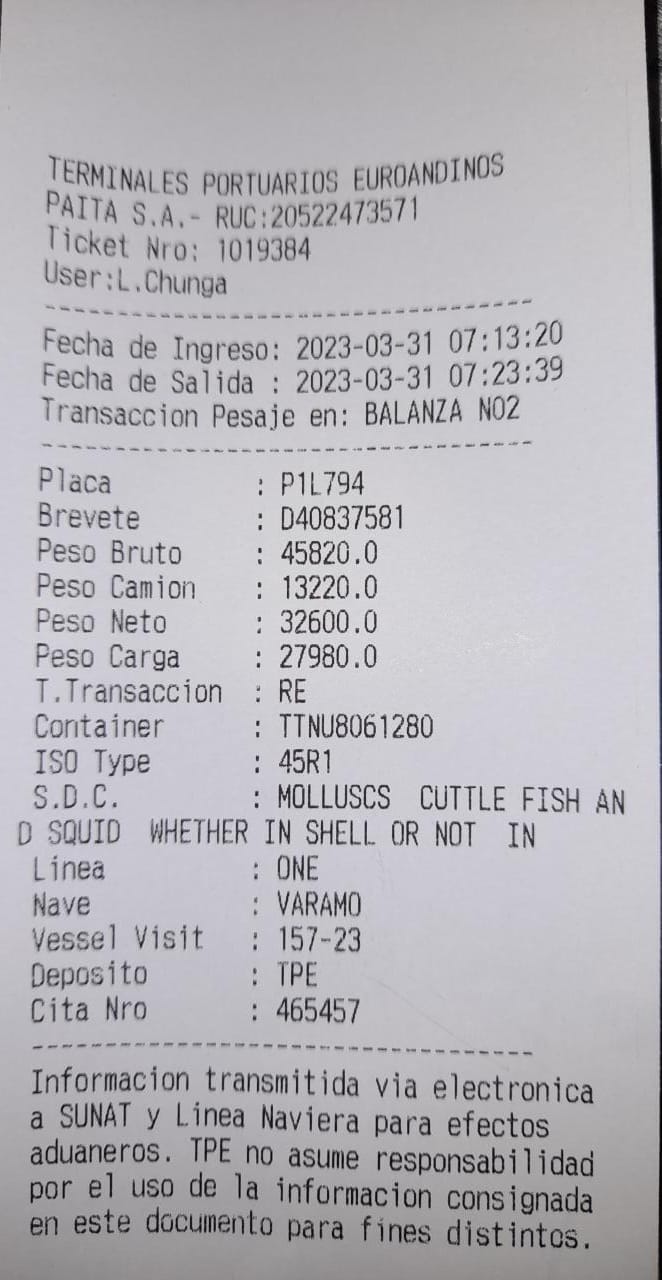 TERMINALES PORTUARIOS EUROANDINOS
PAITA S.A.- RUC:20522473571
Ticket Nro: 1019384
User:L.Chunga
------------------------------------
Fecha de Ingreso: 2023-03-31 07:13:20
Fecha de Salida : 2023-03-31 07:23:39
Transaccion Pesaje en: BALANZA NO2
------------------------------------
Placa : P1L794
Brevete : D40837581
Peso Bruto : 45820.0
Peso Camion : 13220.0
Peso Neto : 32600.0
Peso Carga : 27980.0
T.Transaccion : RE
Container : TTNU8061280
ISO Type : 45R1
S.D.C. : MOLLUSCS CUTTLE FISH AN
D SQUID WHETHER IN SHELL OR NOT IN
Linea : ONE
Nave : VARAMO
Vessel Visit : 157-23
Deposito : TPE
Cita Nro : 465457
------------------------------------
Informacion transmitida via electronica
a SUNAT y Linea Naviera para efectos
aduaneros. TPE no asume responsabilidad
por el uso de la informacion consignada
en este documento para fines distintos.